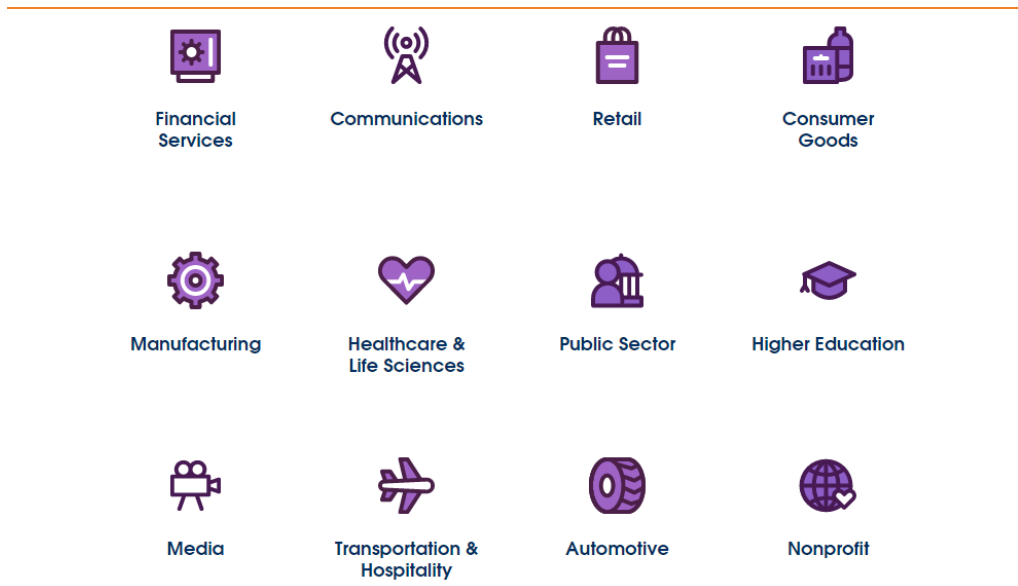 Financial
Services
Communications
Retail
Consumer
Goods
Manufacturing
Healthcare &
Life Sciences
Public Sector
Higher Education
Media
Transportation &
Hospitality
Automotive
Nonprofit